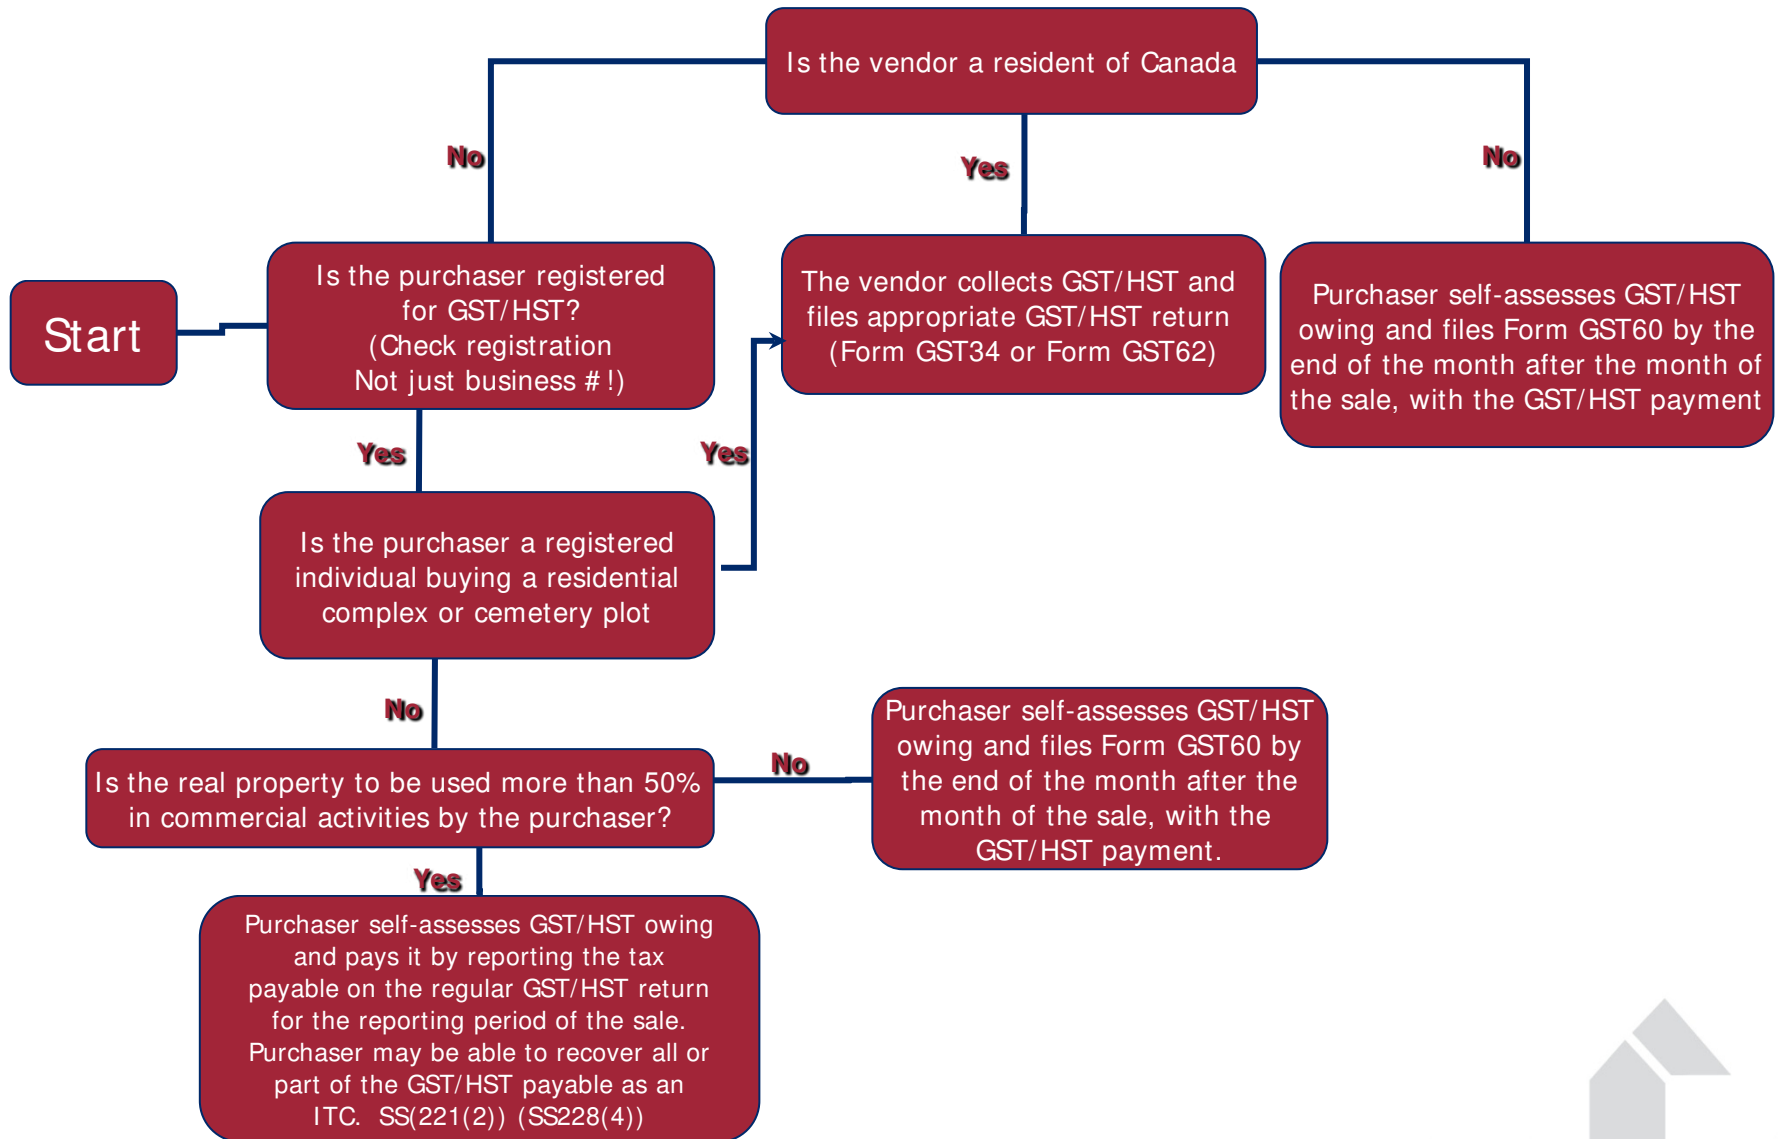 Is the vendor a resident of Canada
No
Yes
No
Start
Is the purchaser registered
for GST/HST?
(Check registration
Not just business #!)
The vendor collects GST/HST and
files appropriate GST/HST return
(Form GST34 or Form GST62)
Purchaser self-assesses GST/HST
owing and files Form GST60 by the
end of the month after the month of
the sale, with the GST/HST payment
Yes
Yes
Is the purchaser a registered
individual buying a residential
complex or cemetery plot
No
Is the real property to be used more than 50%
in commercial activities by the purchaser?
No
Purchaser self-assesses GST/HST
owing and files Form GST60 by
the end of the month after the
month of the sale, with the
GST/HST payment.
Yes
Purchaser self-assesses GST/HST owing
and pays it by reporting the tax
payable on the regular GST/HST return
for the reporting period of the sale.
Purchaser may be able to recover all or
part of the GST/HST payable as an
ITC. SS(221(2)) (SS228(4))